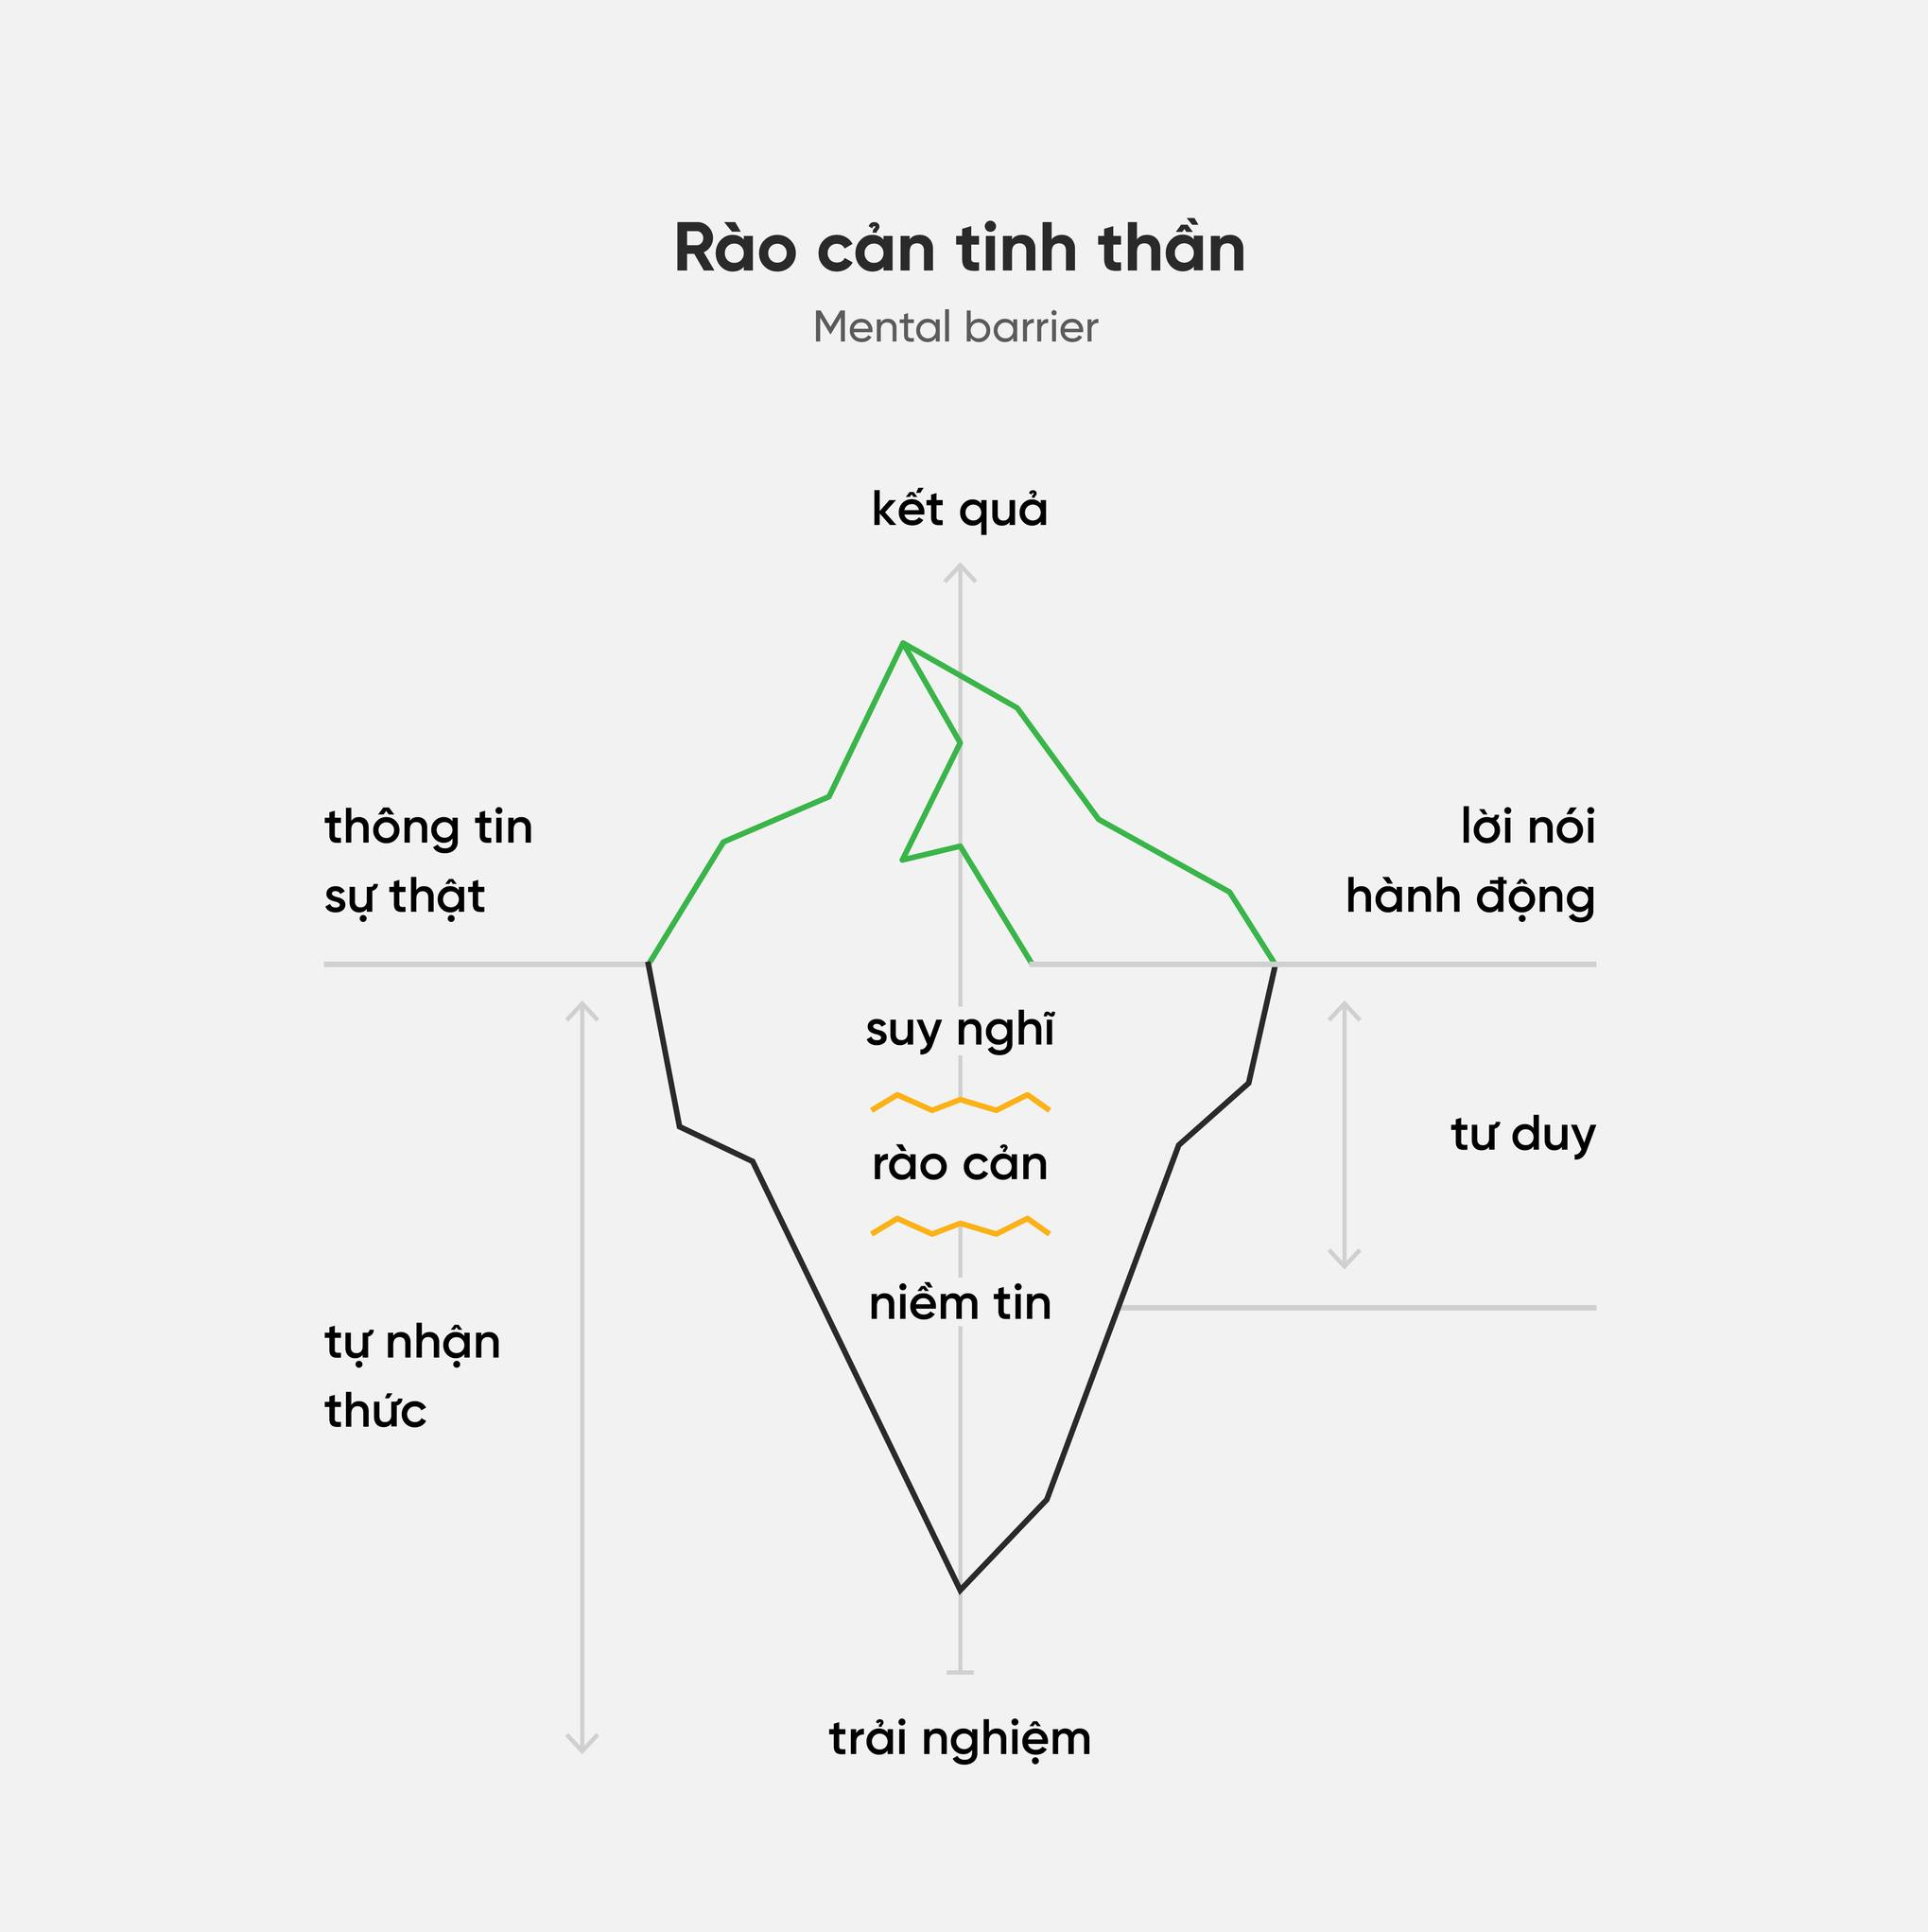 Rào cản tinh thần
Mental barrier
kết quả
thông tin
sự thật
lời nói
hành động
suy nghĩ
rào cản
tư duy
niềm tin
tự nhận
thức
trải nghiệm